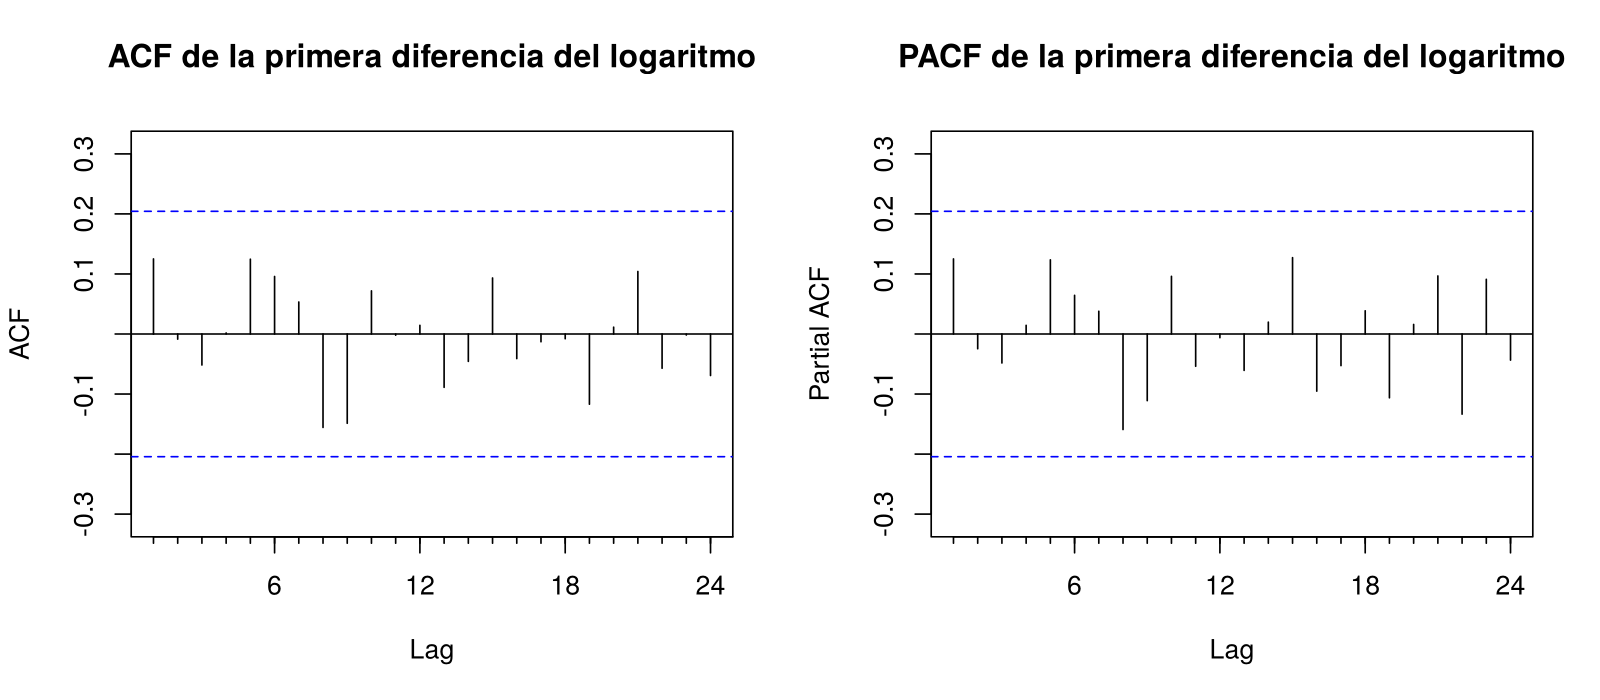 ACF de la primera diferencia del logaritmo
ACF
0.3
0.2
0.1
-0.1
-0.3
6 12 18 24
Lag
PACF de la primera diferencia del logaritmo
Partial ACF
0.3
0.2
0.1
-0.1
-0.3
6 12 18 24
Lag